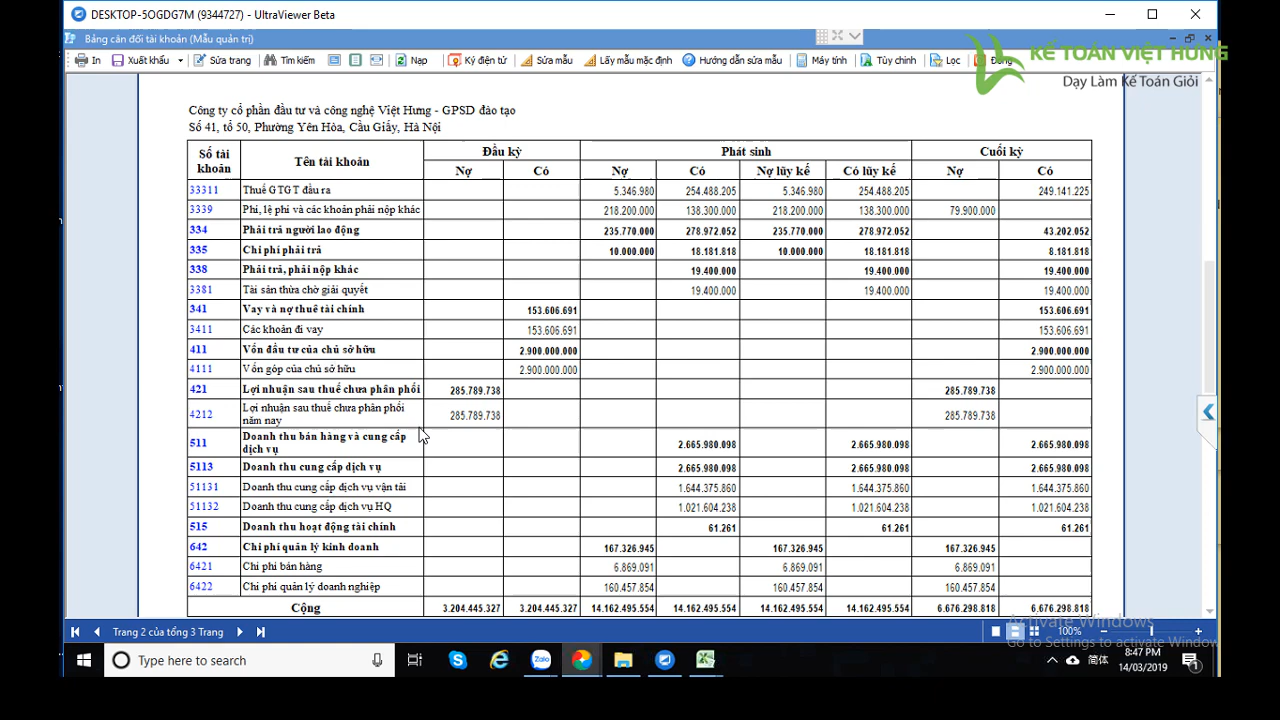 DESKTOP-5OGDG7M (9344727) - UltraViewer Beta
Bảng cân đối tài khoản (Mẫu quản trị)
KẾ TOÁN VIỆT HƯNG
Dạy Làm Kế Toán Giỏi
In Xuất khẩu Sửa trang Tìm kiếm Nạp Ký điện tử Sửa mẫu Lấy mẫu mặc định Hướng dẫn sửa mẫu Máy tính Tùy chỉnh Lọc Đóng
Công ty cổ phần đầu tư và công nghệ Việt Hưng - GPSD đào tạo
Số 41, tổ 50, Phường Yên Hòa, Cầu Giấy, Hà Nội
Số tài khoản Tên tài khoản Đầu kỳ Phát sinh Cuối kỳ
Nợ Có Nợ Có Nợ lũy kế Có lũy kế Nợ Có
33311 Thuế GTGT đầu ra 5.346.980 254.488.205 5.346.980 254.488.205 249.141.225
3339 Phí, lệ phí và các khoản phải nộp khác 218.200.000 138.300.000 218.200.000 138.300.000 79.900.000
334 Phải trả người lao động 235.770.000 278.972.052 235.770.000 278.972.052 43.202.052
335 Chi phí phải trả 10.000.000 18.181.818 10.000.000 18.181.818 8.181.818
338 Phải trả, phải nộp khác 19.400.000 19.400.000 19.400.000
3381 Tài sản thừa chờ giải quyết 19.400.000 19.400.000 19.400.000
341 Vay và nợ thuê tài chính 153.606.691 153.606.691
3411 Các khoản đi vay 153.606.691 153.606.691
411 Vốn đầu tư của chủ sở hữu 2.900.000.000 2.900.000.000
4111 Vốn góp của chủ sở hữu 2.900.000.000 2.900.000.000
421 Lợi nhuận sau thuế chưa phân phối 285.789.738 285.789.738
4212 Lợi nhuận sau thuế chưa phân phối năm nay 285.789.738 285.789.738
511 Doanh thu bán hàng và cung cấp dịch vụ 2.665.980.098 2.665.980.098 2.665.980.098
5113 Doanh thu cung cấp dịch vụ 2.665.980.098 2.665.980.098 2.665.980.098
51131 Doanh thu cung cấp dịch vụ vận tải 1.644.375.860 1.644.375.860 1.644.375.860
51132 Doanh thu cung cấp dịch vụ HQ 1.021.604.238 1.021.604.238 1.021.604.238
515 Doanh thu hoạt động tài chính 61.261 61.261 61.261
642 Chi phí quản lý kinh doanh 167.326.945 167.326.945 167.326.945
6421 Chi phí bán hàng 6.869.091 6.869.091 6.869.091
6422 Chi phí quản lý doanh nghiệp 160.457.854 160.457.854 160.457.854
Cộng 3.204.445.327 3.204.445.327 14.162.495.554 14.162.495.554 14.162.495.554 14.162.495.554 6.676.298.818 6.676.298.818
Activate Windows
Go to Settings to activate Window
Trang 2 của tổng 3 Trang 100%
Type here to search
简体
8:47 PM
14/03/2019
1